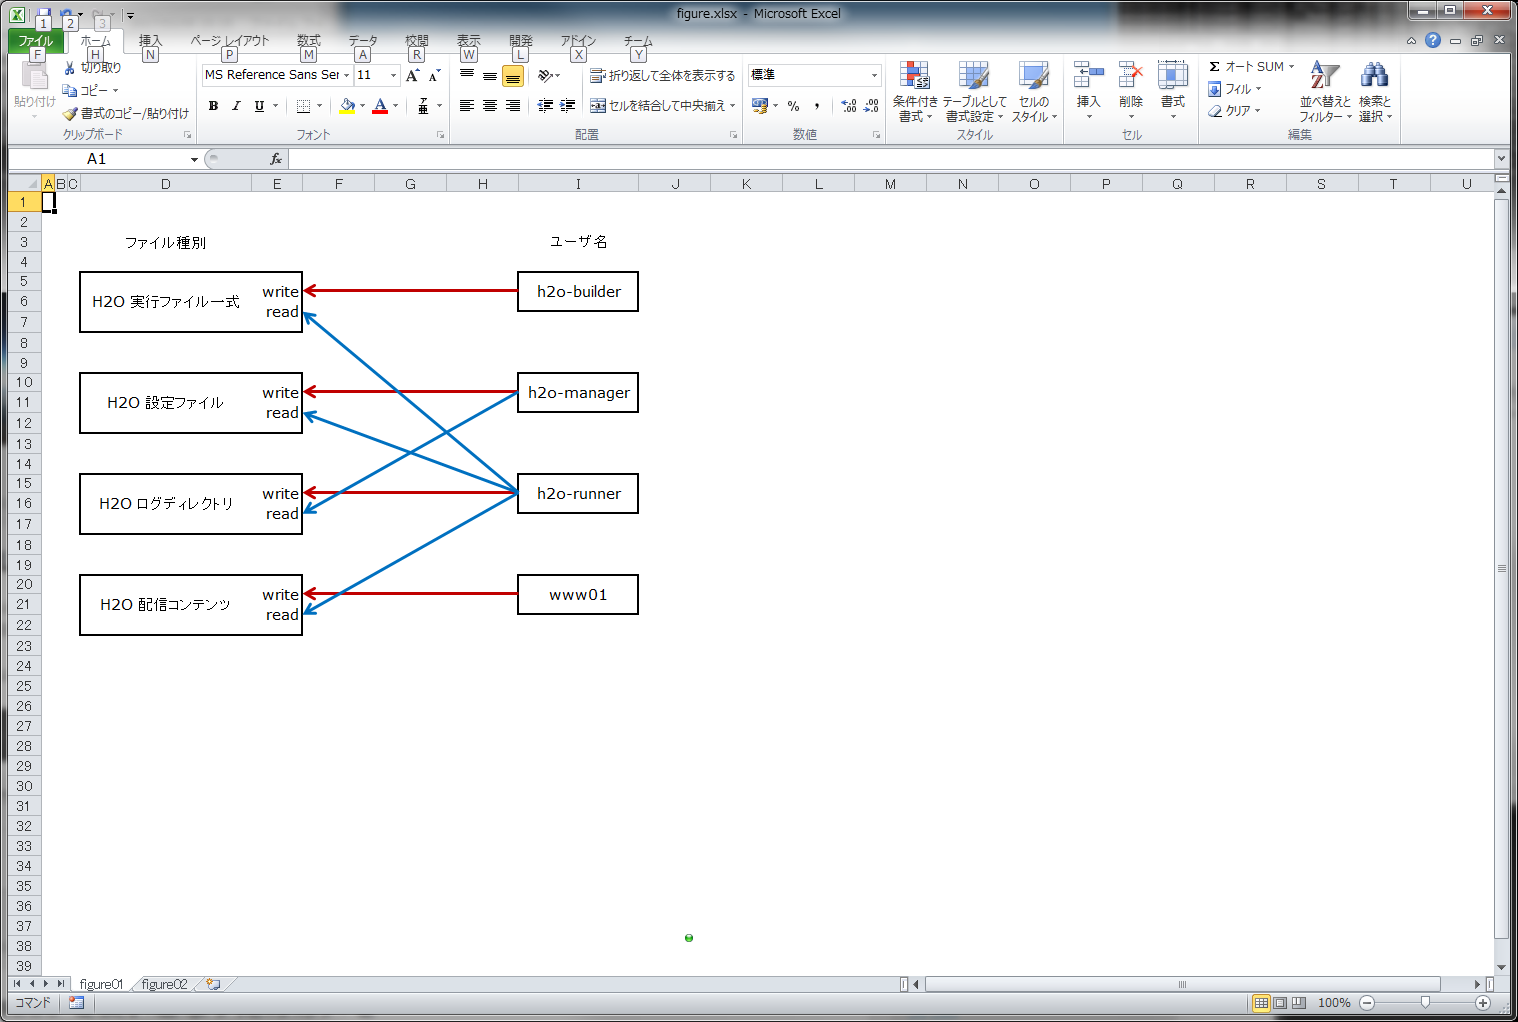 figure.xlsx - Microsoft Excel
1 2 3
ファイル ホーム 挿入 ページ レイアウト 数式 データ 校閲 表示 開発 アドイン チーム
F H N P M A R W L X Y
貼り付け
切り取り
コピー
書式のコピー/貼り付け
クリップボード
MS Reference Sans Ser 11
B I U A
フォント
折り返して全体を表示する
セルを結合して中央揃え
配置
標準
% ,
数値
条件付き書式
テーブルとして書式設定
セルのスタイル
スタイル
挿入 削除 書式
セル
Σ オート SUM
フィル
クリア
並べ替えとフィルター
検索と選択
編集
A1 fx
A B C D E F G H I J K L M N O P Q R S T U
1
2
3 ファイル種別 ユーザ名
4
5
6
7
8
9
10
11
12
13
14
15
16
17
18
19
20
21
22
23
24
25
26
27
28
29
30
31
32
33
34
35
36
37
38
39
H2O 実行ファイル一式 write read
h2o-builder
H2O 設定ファイル write read
h2o-manager
H2O ログディレクトリ write read
h2o-runner
H2O 配信コンテンツ write read
www01
figure01 figure02
コマンド
100%